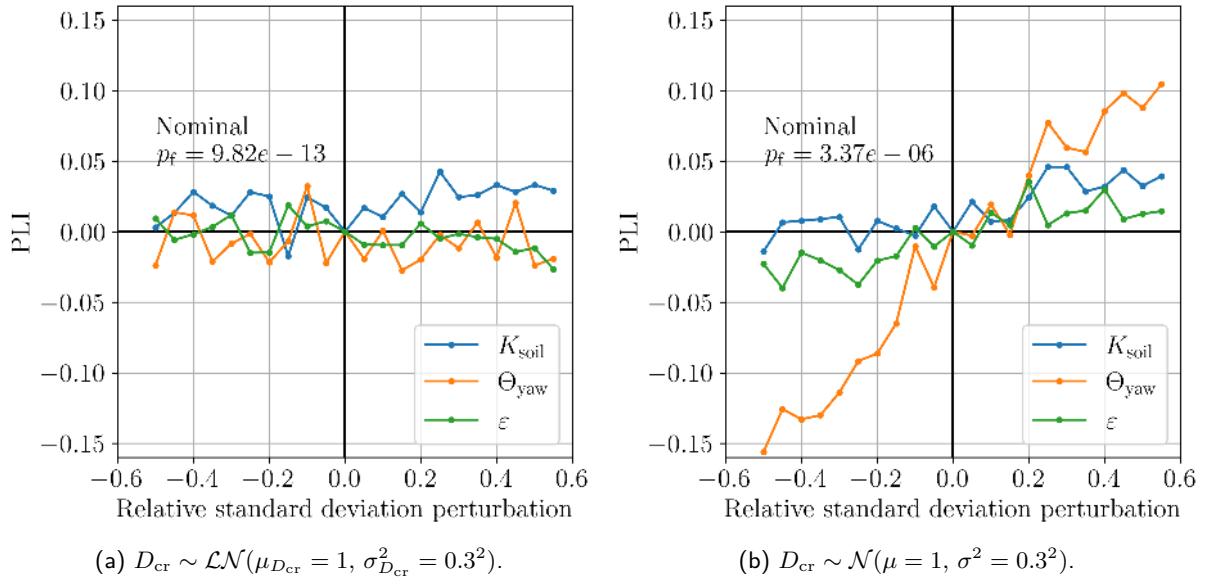 0.15
0.10
0.05
0.00
−0.05
−0.10
−0.15
PLI
Nominal
p_f = 9.82e − 13
K_soil
Θ_yaw
ε
−0.6 −0.4 −0.2 0.0 0.2 0.4 0.6
Relative standard deviation perturbation
(a) D_cr ∼ 𝓛𝓝(μ_{D_cr} = 1, σ²_{D_cr} = 0.3²).
0.15
0.10
0.05
0.00
−0.05
−0.10
−0.15
PLI
Nominal
p_f = 3.37e − 06
K_soil
Θ_yaw
ε
−0.6 −0.4 −0.2 0.0 0.2 0.4 0.6
Relative standard deviation perturbation
(b) D_cr ∼ 𝓝(μ = 1, σ² = 0.3²).